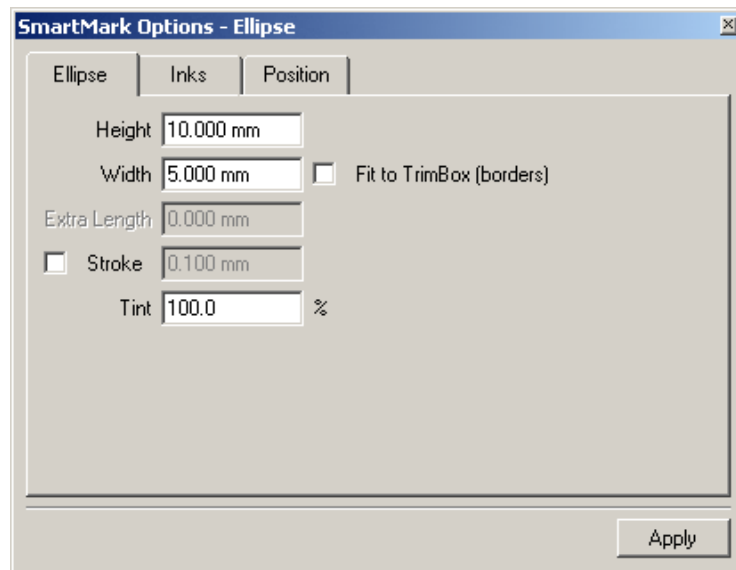 SmartMark Options - Ellipse
Ellipse Inks Position
Height 10.000 mm
Width 5.000 mm Fit to TrimBox (borders)
Extra Length 0.000 mm
Stroke 0.100 mm
Tint 100.0 %
Apply